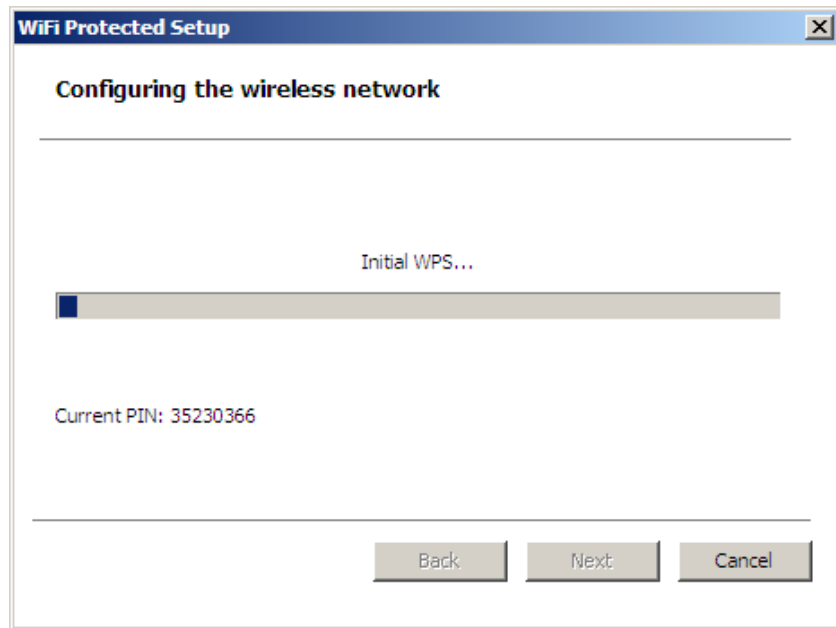 WiFi Protected Setup
Configuring the wireless network
Initial WPS...
Current PIN: 35230366
Back Next Cancel